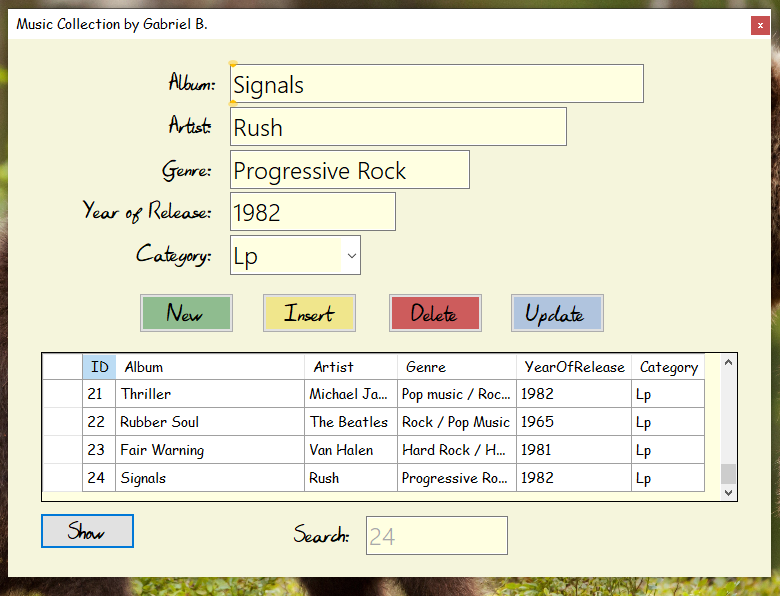 Music Collection by Gabriel B.
x
Album: Signals
Artist: Rush
Genre: Progressive Rock
Year of Release: 1982
Category: Lp
New Insert Delete Update
ID Album Artist Genre YearOfRelease Category
21 Thriller Michael Ja... Pop music / Roc... 1982 Lp
22 Rubber Soul The Beatles Rock / Pop Music 1965 Lp
23 Fair Warning Van Halen Hard Rock / H... 1981 Lp
24 Signals Rush Progressive Ro... 1982 Lp
Show Search: 24